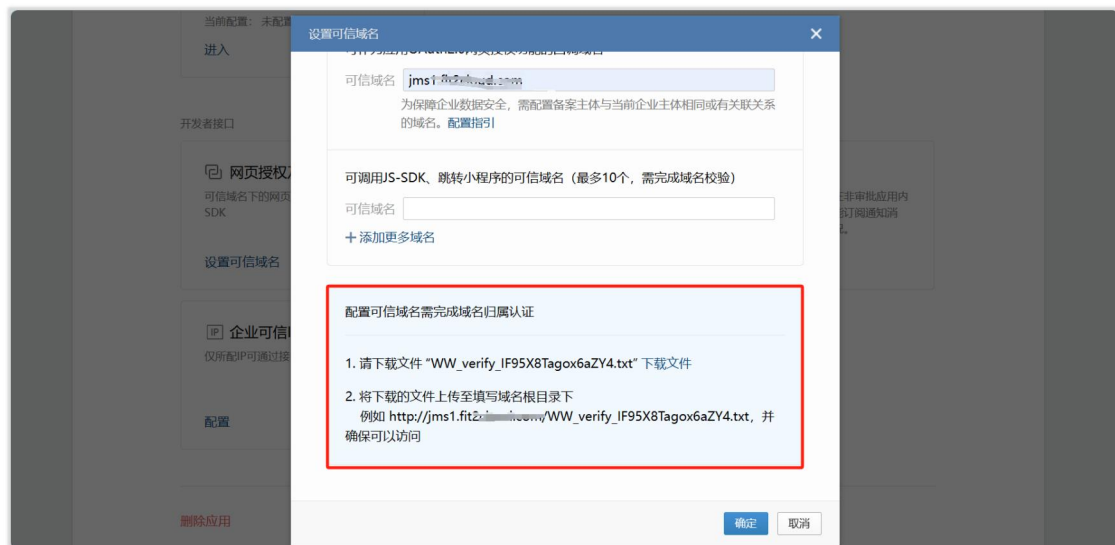 当前配置：未配置
进入
开发者接口
网页授权及
可信域名下的网页
SDK
设置可信域名
企业可信I
仅所配IP可通过接
配置
删除应用
设置可信域名
可信域名
为保障企业数据安全，需配置备案主体与当前企业主体相同或有关联关系
的域名。配置指引
可调用JS-SDK、跳转小程序的可信域名（最多10个，需完成域名校验）
可信域名
+添加更多域名
配置可信域名需完成域名归属认证
1. 请下载文件 “WW_verify_IF95X8Tagox6aZY4.txt” 下载文件
2. 将下载的文件上传至填写域名根目录下
例如 http://jms1.fit2 /WW_verify_IF95X8Tagox6aZY4.txt，并
确保可以访问
确定
取消
在非审批应用内